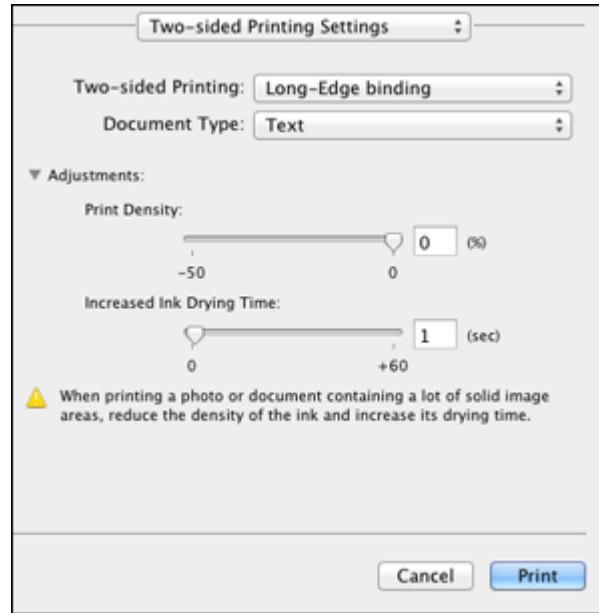 Two-sided Printing Settings
Two-sided Printing: Long-Edge binding
Document Type: Text
Adjustments:
Print Density:
0 (%)
-50 0
Increased Ink Drying Time:
1 (sec)
0 +60
When printing a photo or document containing a lot of solid image
areas, reduce the density of the ink and increase its drying time.
Cancel Print